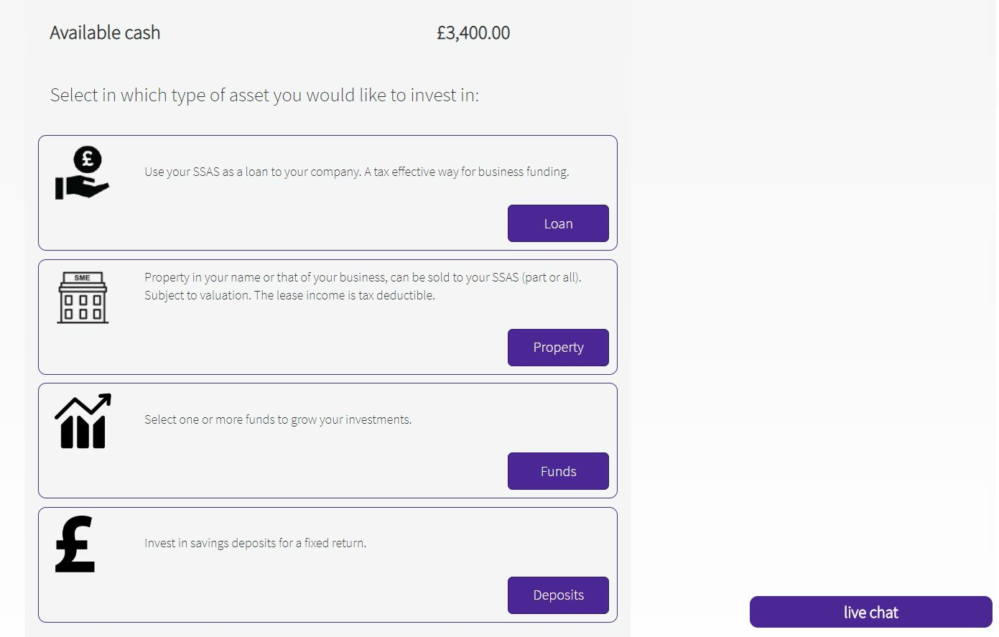 Available cash £3,400.00
Select in which type of asset you would like to invest in:
£
Use your SSAS as a loan to your company. A tax effective way for business funding.
Loan
SME
Property in your name or that of your business, can be sold to your SSAS (part or all).
Subject to valuation. The lease income is tax deductible.
Property
Select one or more funds to grow your investments.
Funds
£
Invest in savings deposits for a fixed return.
Deposits
live chat